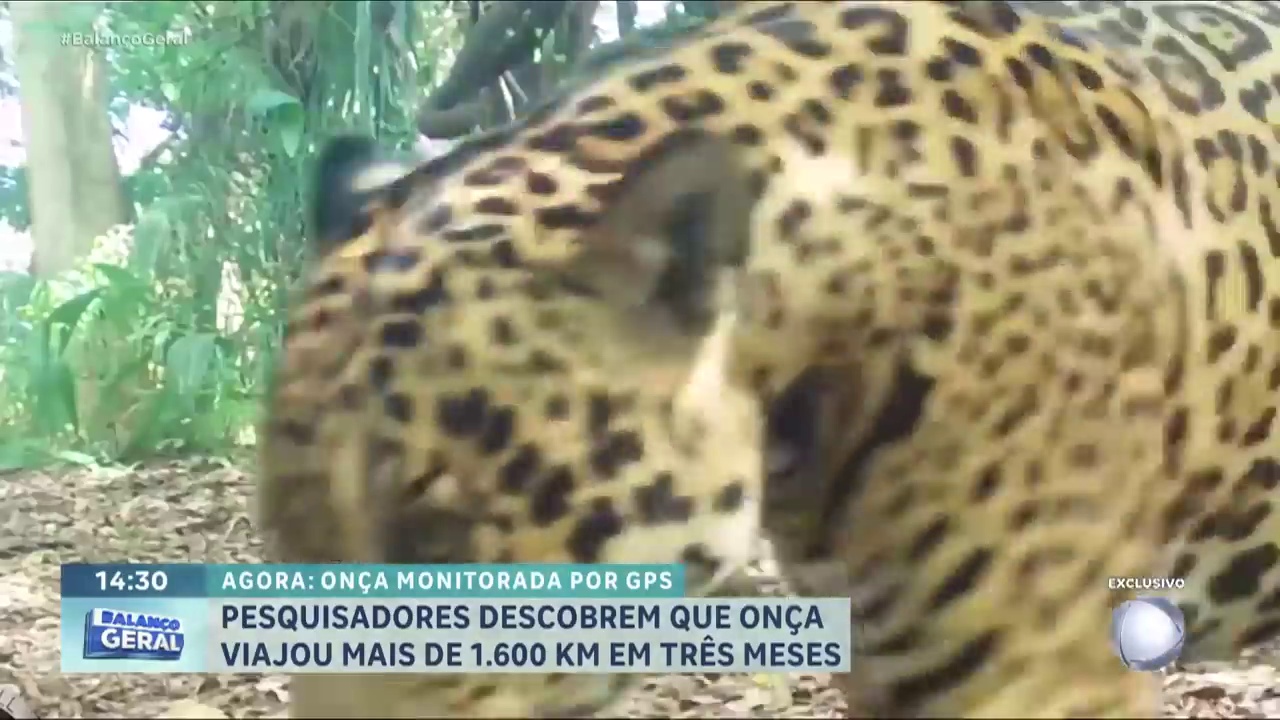 #BalançoGeral
14:30
AGORA: ONÇA MONITORADA POR GPS
BALANÇO
GERAL
PESQUISADORES DESCOBREM QUE ONÇA
VIAJOU MAIS DE 1.600 KM EM TRÊS MESES
EXCLUSIVO